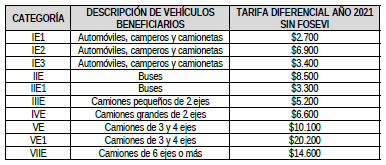 CATEGORÍA DESCRIPCIÓN DE VEHÍCULOS BENEFICIARIOS TARIFA DIFERENCIAL AÑO 2021 SIN FOSEVI
IE1 Automóviles, camperos y camionetas $2.700
IE2 Automóviles, camperos y camionetas $6.900
IE3 Automóviles, camperos y camionetas $3.400
IIE Buses $8.500
IIE1 Buses $3.300
IIIE Camiones pequeños de 2 ejes $5.200
IVE Camiones grandes de 2 ejes $6.600
VE Camiones de 3 y 4 ejes $10.100
VE1 Camiones de 3 y 4 ejes $20.200
VIIE Camiones de 6 ejes o más $14.600